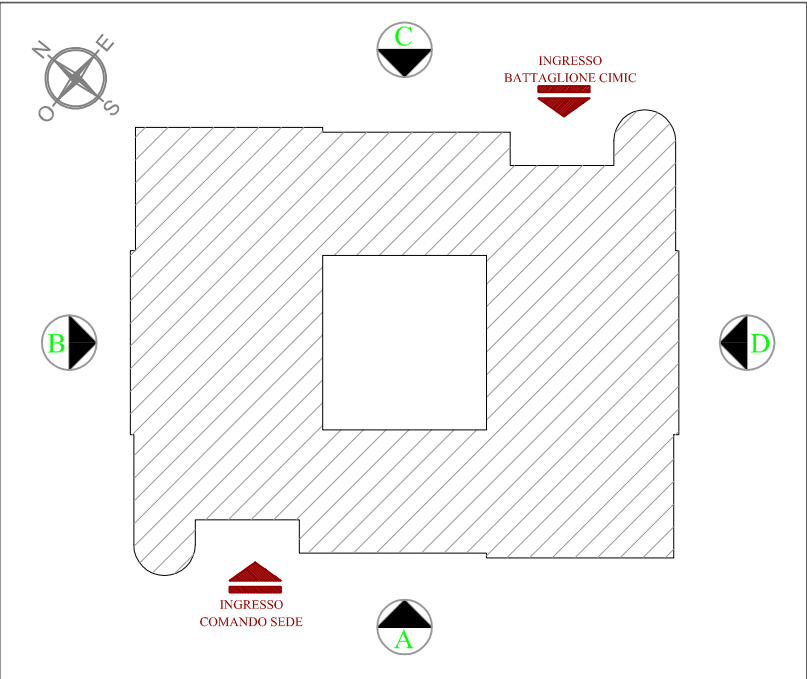 C
N
E
INGRESSO
BATTAGLIONE CIMIC
O
S
B
D
INGRESSO
COMANDO SEDE
A